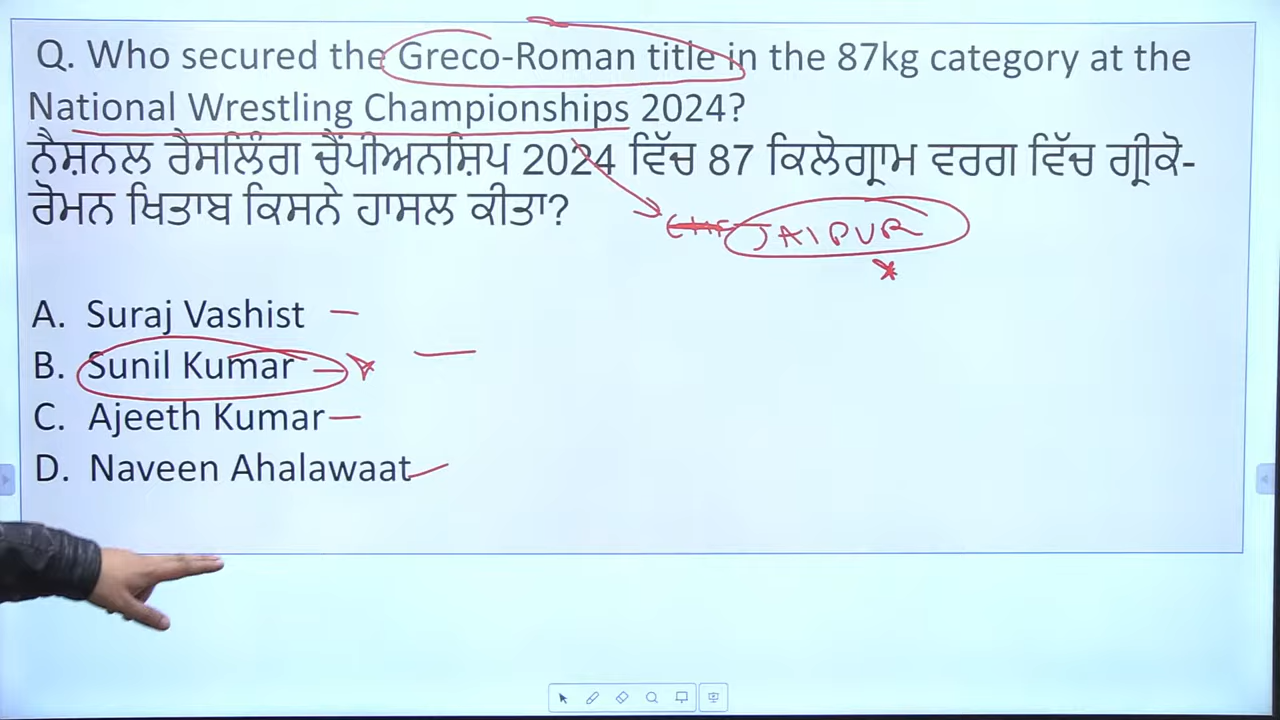 Q. Who secured the Greco-Roman title in the 87kg category at the
National Wrestling Championships 2024?
ਨੈਸ਼ਨਲ ਰੈਸਲਿੰਗ ਚੈਂਪੀਅਨਸ਼ਿਪ 2024 ਵਿੱਚ 87 ਕਿਲੋਗ੍ਰਾਮ ਵਰਗ ਵਿੱਚ ਗ੍ਰੀਕੋ-
ਰੋਮਨ ਖਿਤਾਬ ਕਿਸਨੇ ਹਾਸਲ ਕੀਤਾ?
JAIPUR
A. Suraj Vashist
B. Sunil Kumar
C. Ajeeth Kumar
D. Naveen Ahalawaat